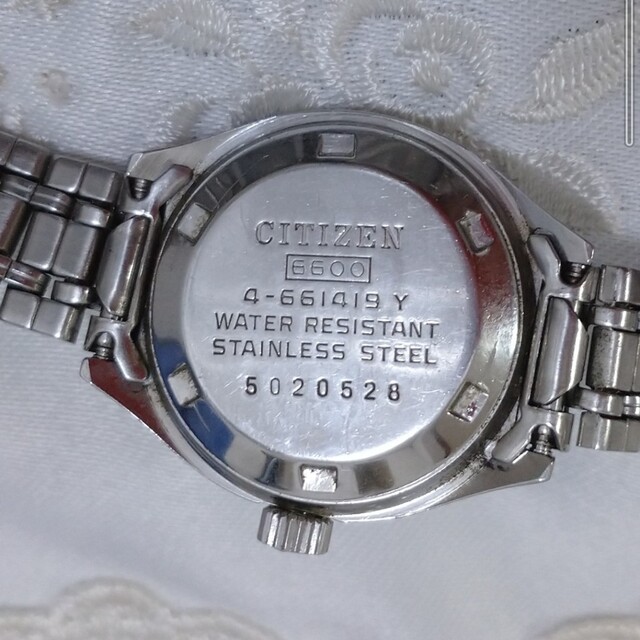 CITIZEN
6600
4-661419 Y
WATER RESISTANT
STAINLESS STEEL
5020528